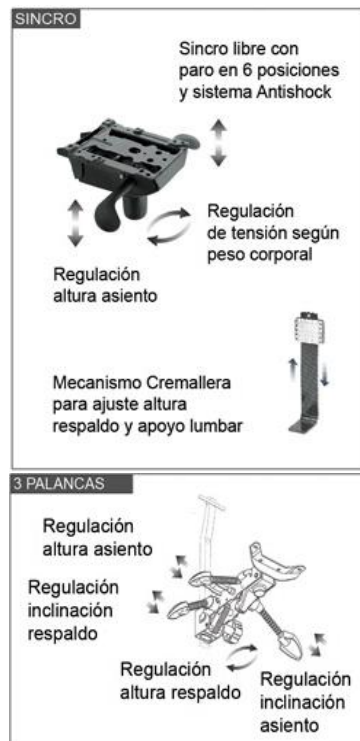 SINCRO
Sincro libre con
paro en 6 posiciones
y sistema Antishock
Regulación
de tensión según
peso corporal
Regulación
altura asiento
Mecanismo Cremallera
para ajuste altura
respaldo y apoyo lumbar
3 PALANCAS
Regulación
altura asiento
Regulación
inclinación
respaldo
Regulación
altura respaldo
Regulación
inclinación
asiento